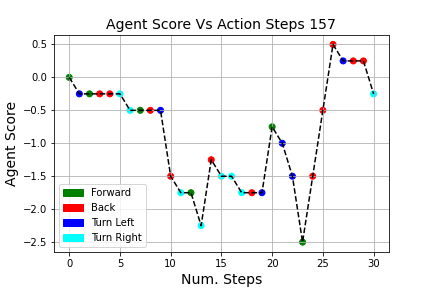 Agent Score Vs Action Steps 157
Agent Score
0.5
0.0
−0.5
−1.0
−1.5
−2.0
−2.5
Forward
Back
Turn Left
Turn Right
0
5
10
15
20
25
30
Num. Steps